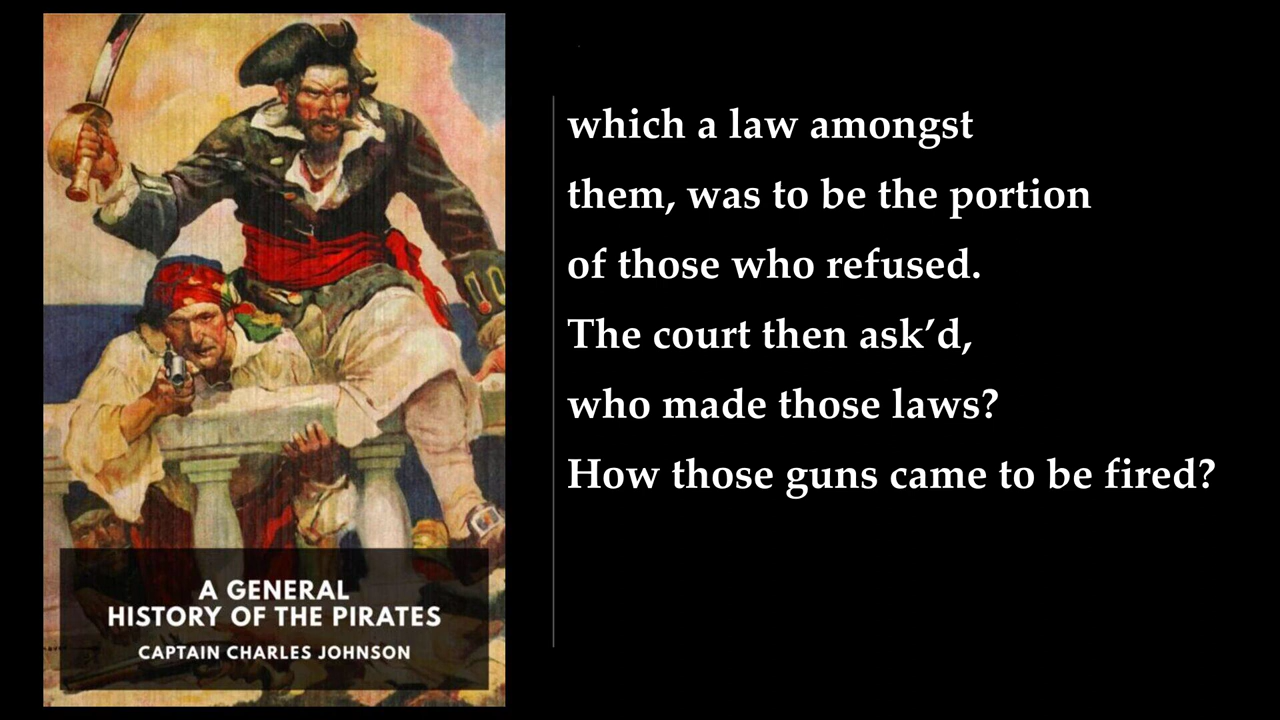 which a law amongst
them, was to be the portion
of those who refused.
The court then ask’d,
who made those laws?
How those guns came to be fired?
A GENERAL
HISTORY OF THE PIRATES
CAPTAIN CHARLES JOHNSON